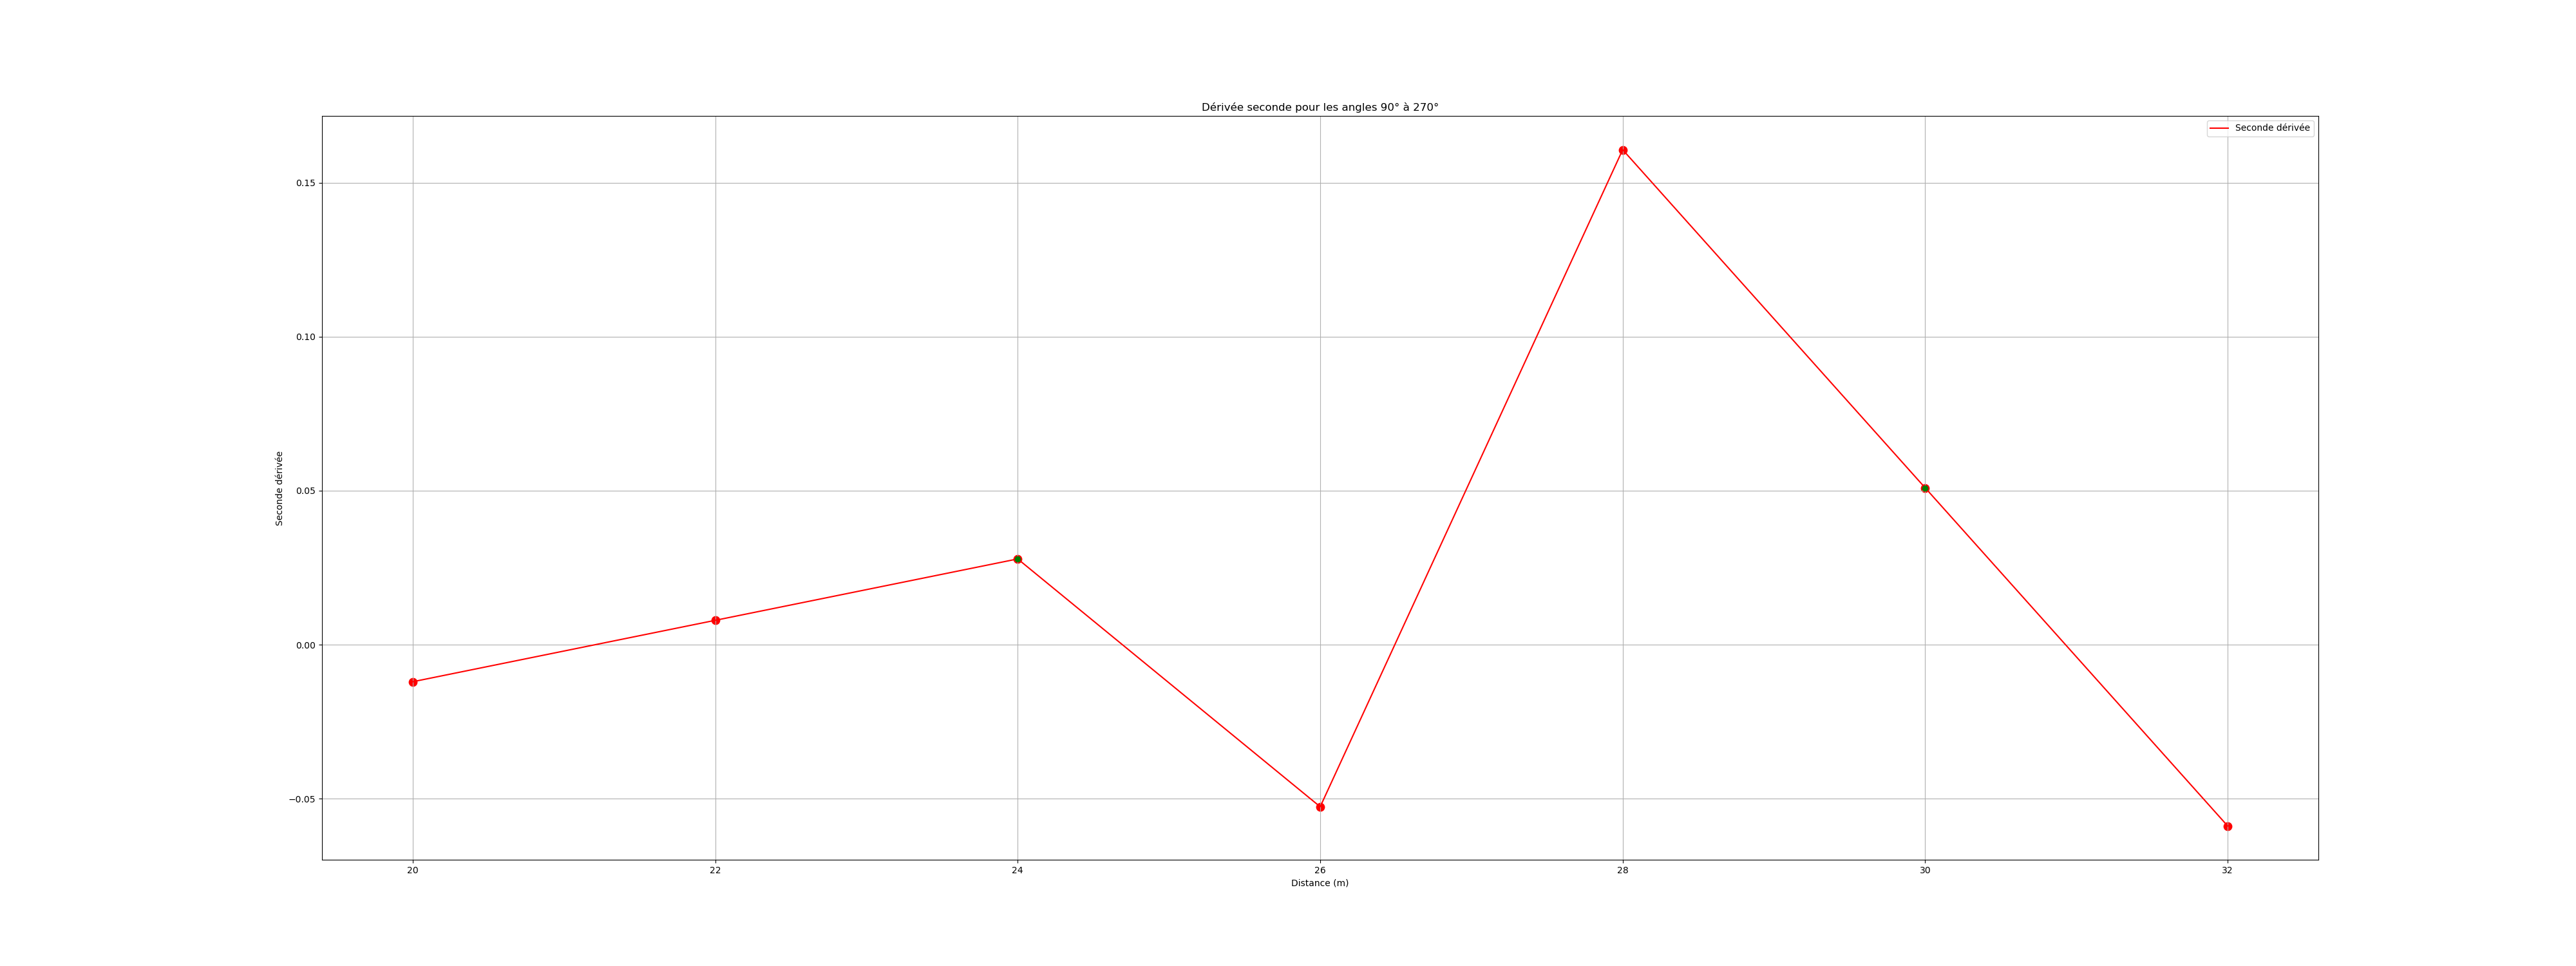 Dérivée seconde pour les angles 90° à 270°
Seconde dérivée
0.15
0.10
0.05
0.00
−0.05
Seconde dérivée
20 22 24 26 28 30 32
Distance (m)